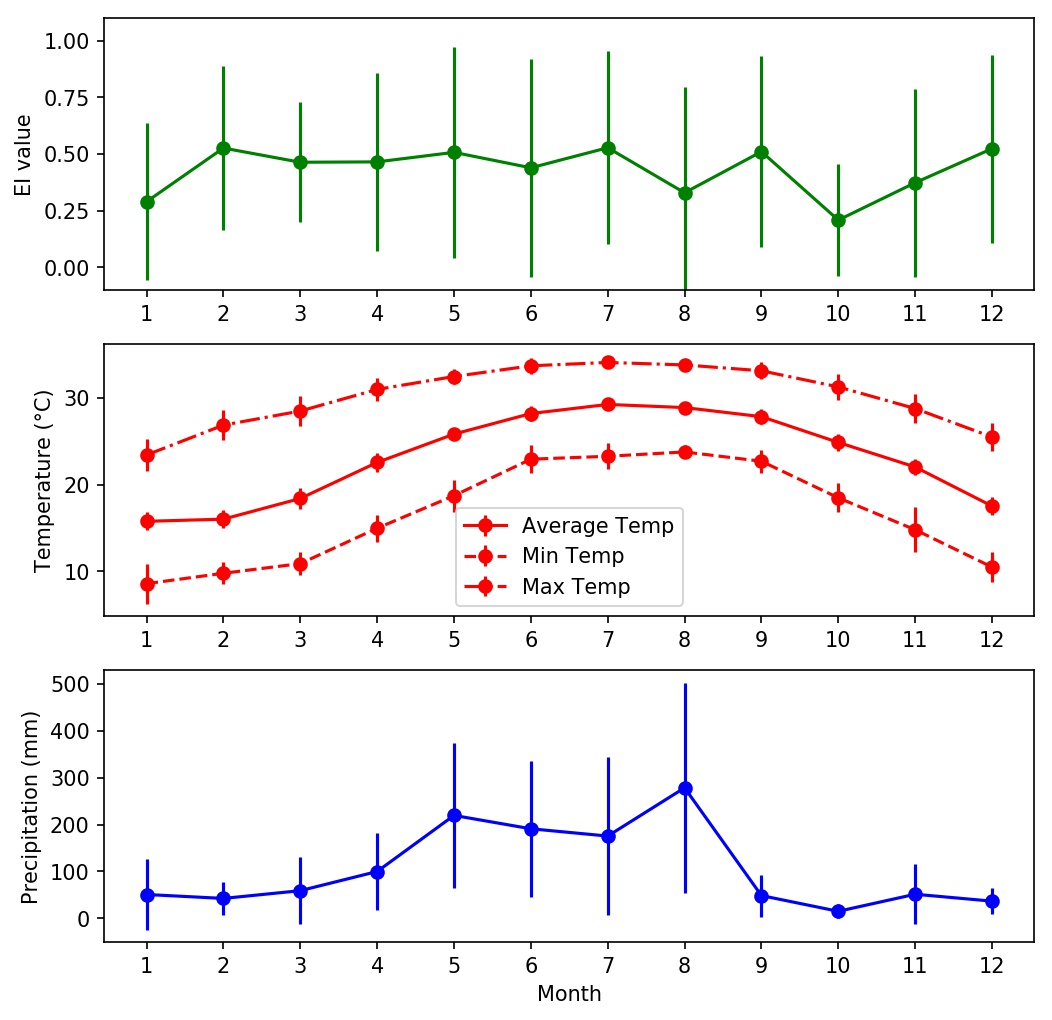 1.00
0.75
0.50
0.25
0.00
EI value
1 2 3 4 5 6 7 8 9 10 11 12
30
20
10
Temperature (°C)
Average Temp
Min Temp
Max Temp
1 2 3 4 5 6 7 8 9 10 11 12
500
400
300
200
100
0
Precipitation (mm)
1 2 3 4 5 6 7 8 9 10 11 12
Month